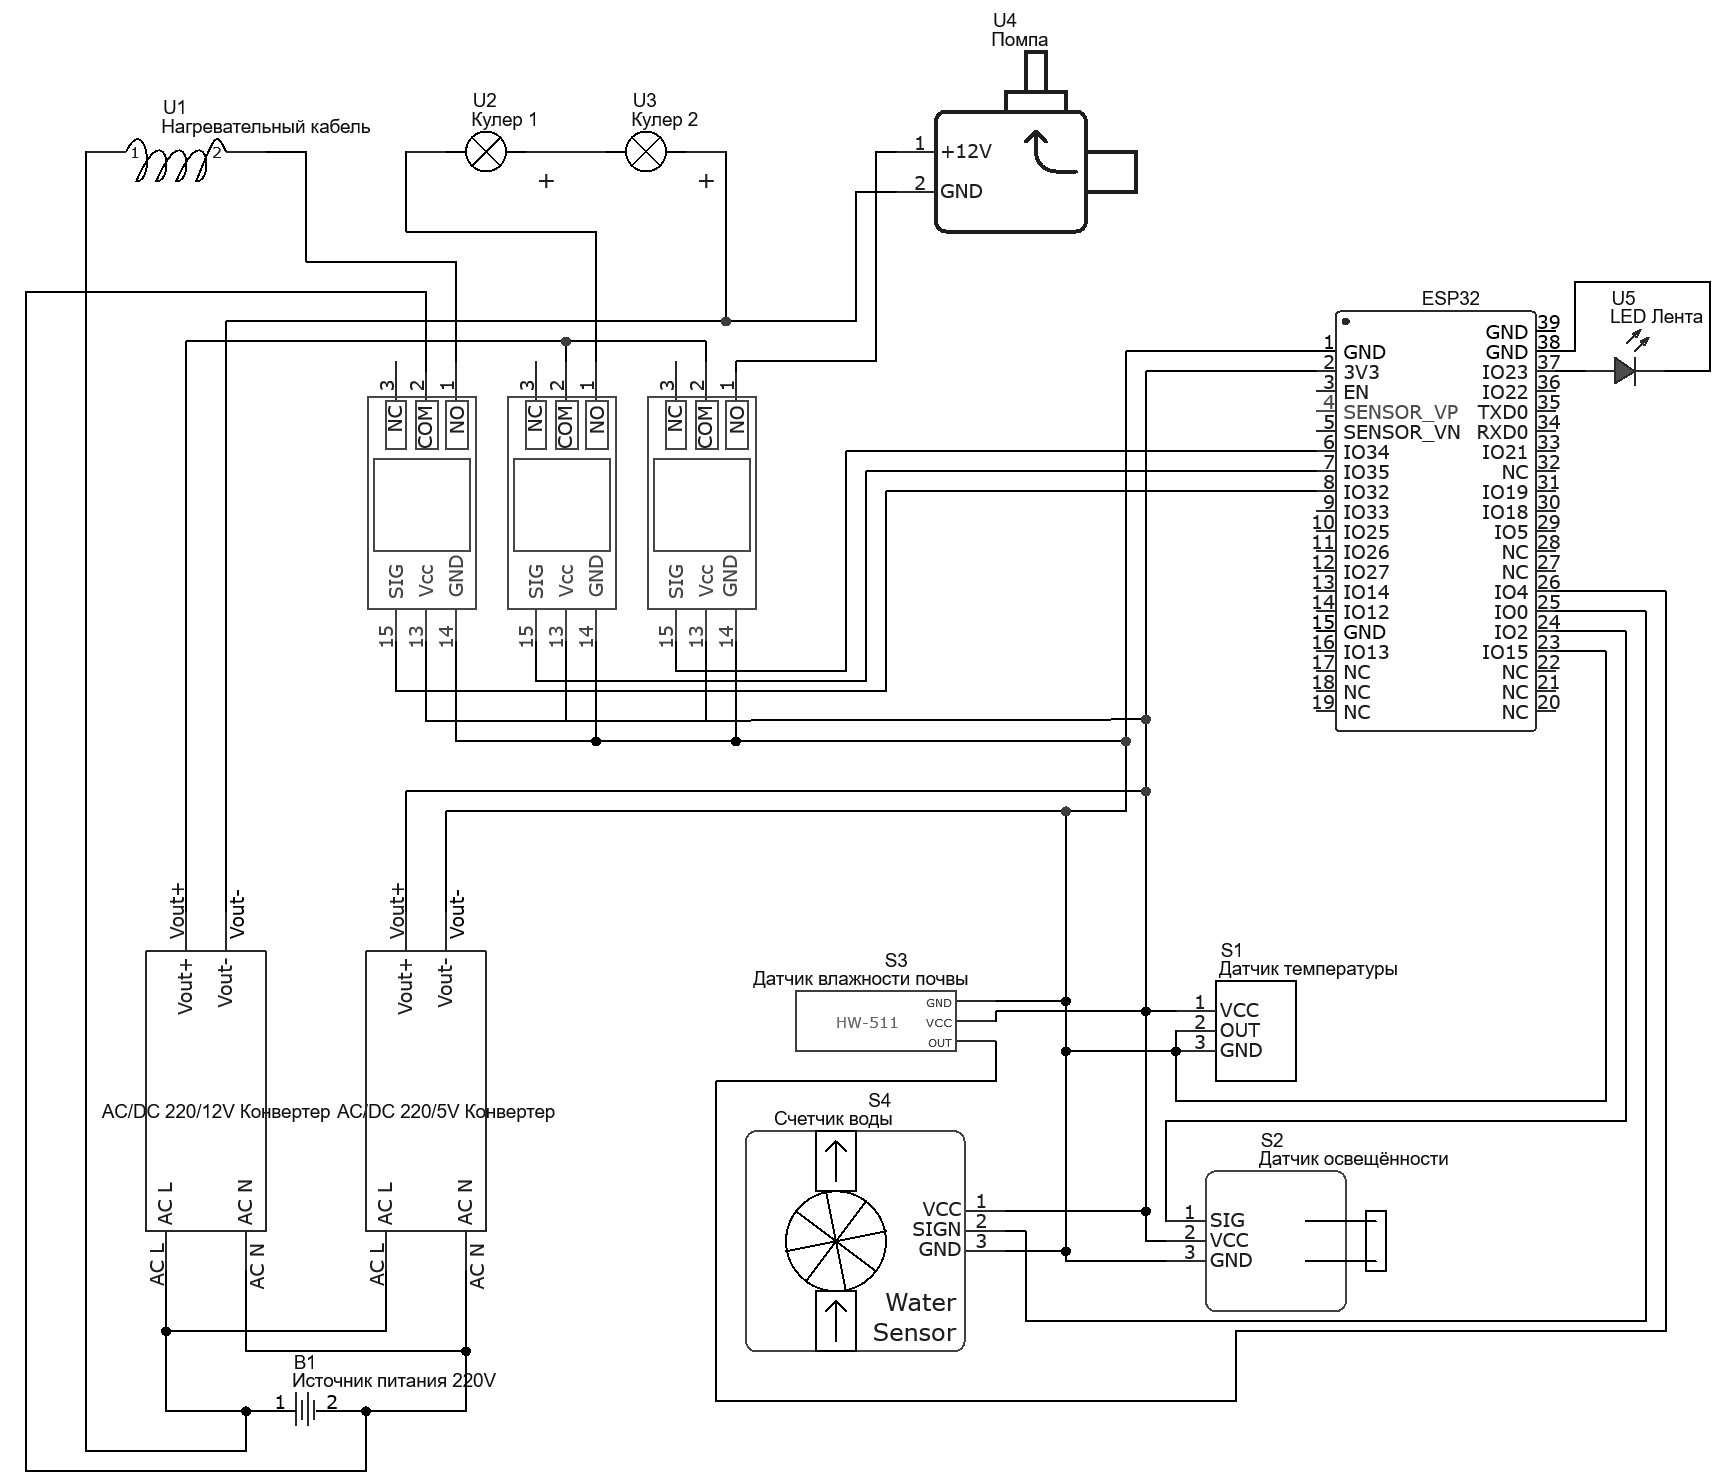 U4
Помпа
U1
Нагревательный кабель
1
2
U2
Кулер 1
+
U3
Кулер 2
+
1
+12V
2
GND
ESP32
U5
LED Лента
1
GND
2
3V3
3
EN
4
SENSOR_VP
5
SENSOR_VN
6
IO34
7
IO35
8
IO32
9
IO33
10
IO25
11
IO26
12
IO27
13
IO14
14
IO12
15
GND
16
IO13
17
NC
18
NC
19
NC
GND
39
GND
38
IO23
37
IO22
36
TXD0
35
RXD0
34
IO21
33
NC
32
IO19
31
IO18
30
IO5
29
NC
28
NC
27
IO4
26
IO0
25
IO2
24
IO15
23
NC
22
NC
21
NC
20
3
2
1
NC
COM
NO
SIG
Vcc
GND
15
13
14
3
2
1
NC
COM
NO
SIG
Vcc
GND
15
13
14
3
2
1
NC
COM
NO
SIG
Vcc
GND
15
13
14
Vout+
Vout-
Vout+
Vout-
AC/DC 220/12V Конвертер
AC L
AC N
AC L
AC N
Vout+
Vout-
Vout+
Vout-
AC/DC 220/5V Конвертер
AC L
AC N
AC L
AC N
B1
Источник питания 220V
1
2
S3
Датчик влажности почвы
HW-511
GND
VCC
OUT
S1
Датчик температуры
1
VCC
2
OUT
3
GND
S4
Счетчик воды
VCC
1
SIGN
2
GND
3
Water
Sensor
S2
Датчик освещённости
1
SIG
2
VCC
3
GND